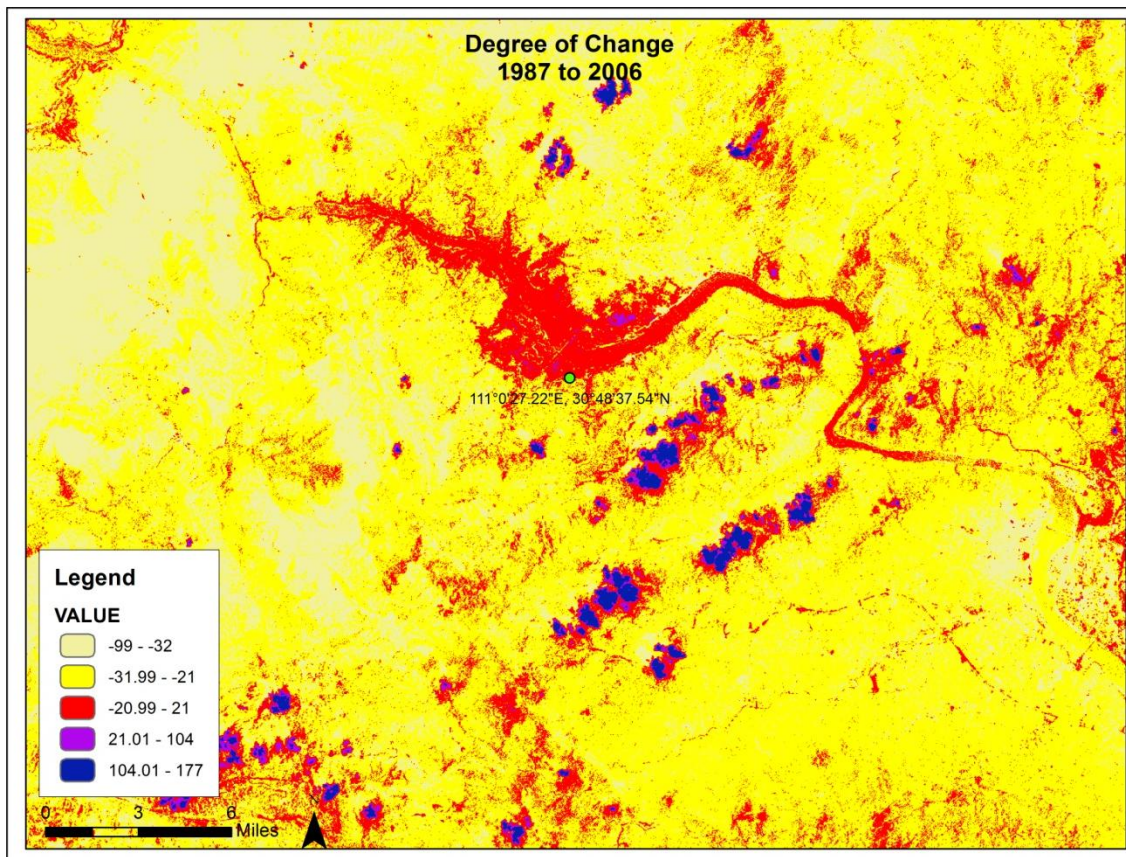 Degree of Change
1987 to 2006
111°0'27.22"E, 30°48'37.54"N
Legend
VALUE
-99 - -32
-31.99 - -21
-20.99 - 21
21.01 - 104
104.01 - 177
0 3 6
Miles